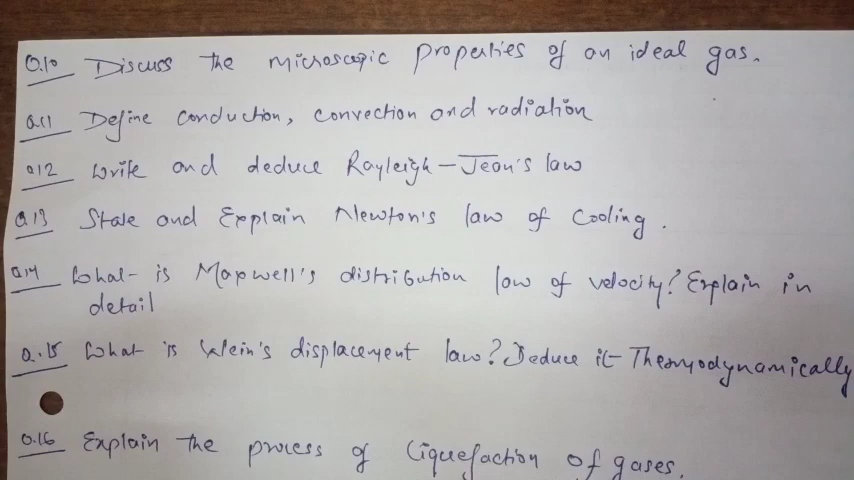 Q.10 Discuss the microscopic properties of an ideal gas.
Q.11 Define conduction, convection and radiation
Q12 Write and deduce Rayleigh-Jean's law
Q13 State and Explain Newton's law of Cooling.
Q.14 What is Maxwell's distribution law of velocity? Explain in
detail
Q.15 What is Wein's displacement law? Deduce it Thermodynamically
Q.16 Explain the process of liquefaction of gases.